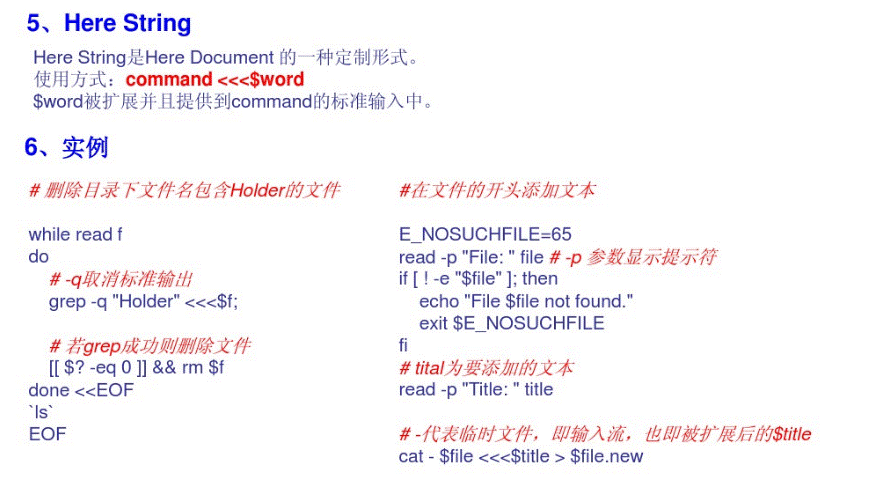 5、Here String
Here String是Here Document 的一种定制形式。
使用方式：command <<<$word
$word被扩展并且提供到command的标准输入中。
6、实例
# 删除目录下文件名包含Holder的文件
while read f
do
# -q取消标准输出
grep -q "Holder" <<<$f;
# 若grep成功则删除文件
[[ $? -eq 0 ]] && rm $f
done <<EOF
`ls`
EOF
#在文件的开头添加文本
E_NOSUCHFILE=65
read -p "File: " file # -p 参数显示提示符
if [ ! -e "$file" ]; then
echo "File $file not found."
exit $E_NOSUCHFILE
fi
# tital为要添加的文本
read -p "Title: " title
# -代表临时文件，即输入流，也即被扩展后的$title
cat - $file <<<$title > $file.new